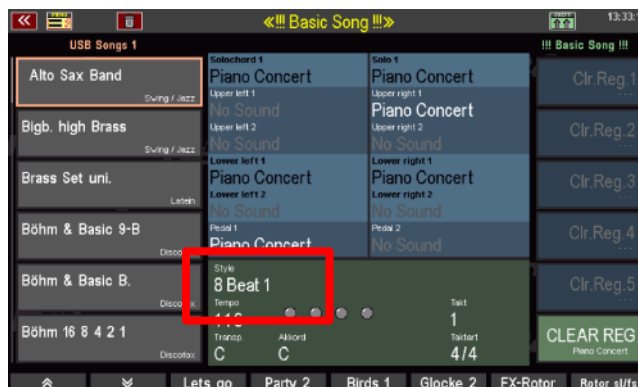 «!!! Basic Song !!!»
13:33:
USB Songs 1
!!! Basic Song !!!
Alto Sax Band
Swing / Jazz
Bigb. high Brass
Swing / Jazz
Brass Set uni.
Latein
Böhm & Basic 9-B
Discofox
Böhm & Basic B.
Discofox
Böhm 16 8 4 2 1
Discofox
Solochord 1
Piano Concert
Solo 1
Piano Concert
Upper left 1
No Sound
Upper right 1
Piano Concert
Upper left 2
No Sound
Upper right 2
No Sound
Lower left 1
Piano Concert
Lower right 1
Piano Concert
Lower left 2
No Sound
Lower right 2
No Sound
Pedal 1
Piano Concert
Pedal 2
No Sound
Style
8 Beat 1
Tempo
Takt
1
Transp.
C
Akkord
C
Taktart
4/4
Clr.Reg.1
Clr.Reg.2
Clr.Reg.3
Clr.Reg.4
Clr.Reg.5
CLEAR REG
Piano Concert
Lets go
Party 2
Birds 1
Glocke 2
FX-Rotor
Rotor sl/fs